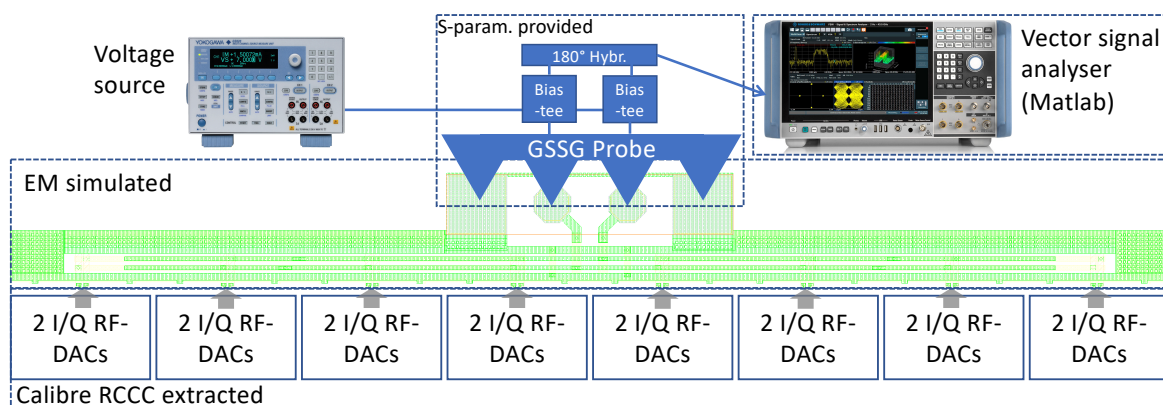 S-param. provided
Voltage
source
180° Hybr.
Bias
-tee
Bias
-tee
GSSG Probe
Vector signal
analyser
(Matlab)
YOKOGAWA
EM simulated
2 I/Q RF-
DACs
2 I/Q RF-
DACs
2 I/Q RF-
DACs
2 I/Q RF-
DACs
2 I/Q RF-
DACs
2 I/Q RF-
DACs
2 I/Q RF-
DACs
2 I/Q RF-
DACs
Calibre RCCC extracted